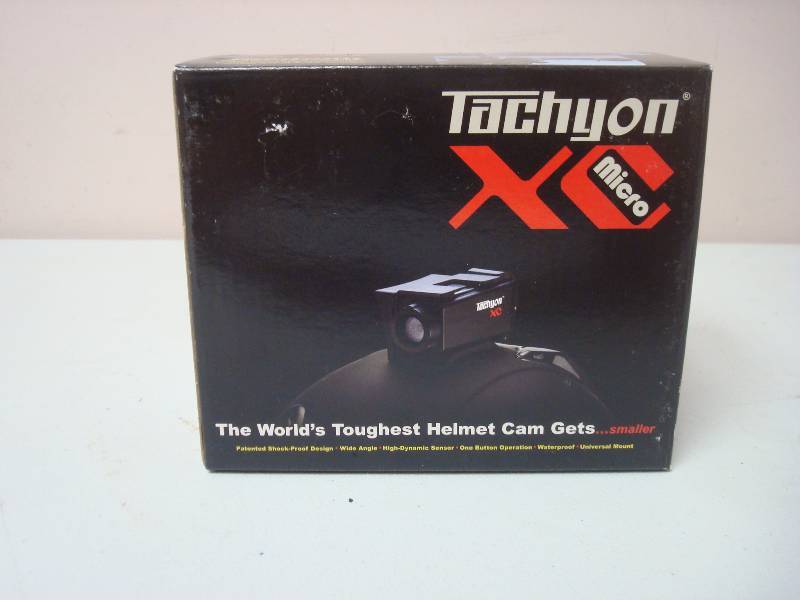 Tachyon®
XC
Micro
Tachyon
XC
The World's Toughest Helmet Cam Gets...smaller
Patented Shock-Proof Design · Wide Angle · High-Dynamic Sensor · One Button Operation · Waterproof · Universal Mount